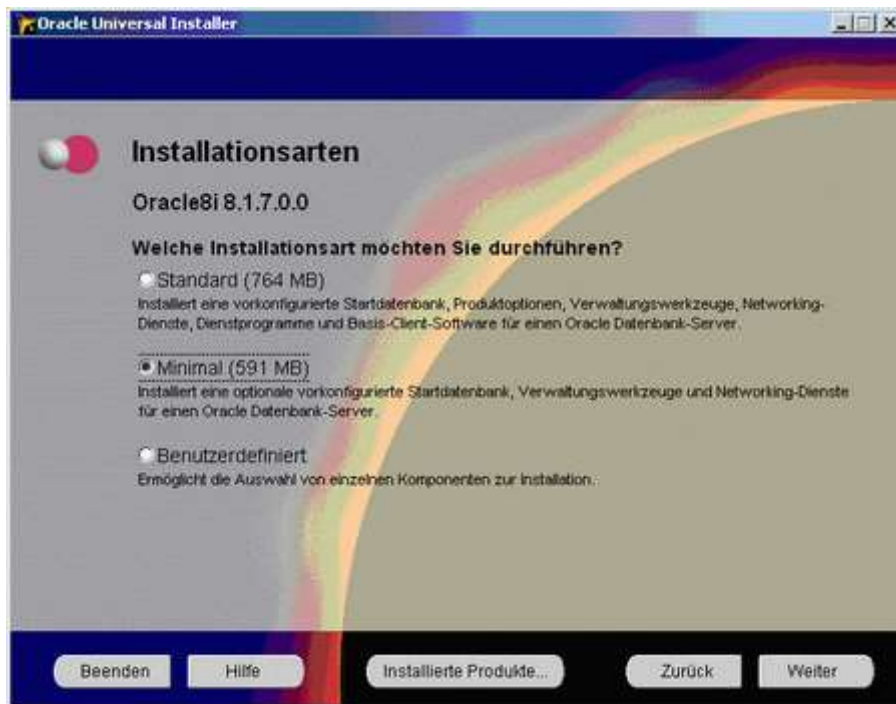 Oracle Universal Installer
Installationsarten
Oracle8i 8.1.7.0.0
Welche Installationsart möchten Sie durchführen?
Standard (764 MB)
Installiert eine vorkonfigurierte Startdatenbank, Produktoptionen, Verwaltungswerkzeuge, Networking-
Dienste, Dienstprogramme und Basis-Client-Software für einen Oracle Datenbank-Server.
Minimal (591 MB)
Installiert eine optionale vorkonfigurierte Startdatenbank, Verwaltungswerkzeuge und Networking-Dienste
für einen Oracle Datenbank-Server.
Benutzerdefiniert
Ermöglicht die Auswahl von einzelnen Komponenten zur Installation.
Beenden Hilfe Installierte Produkte... Zurück Weiter